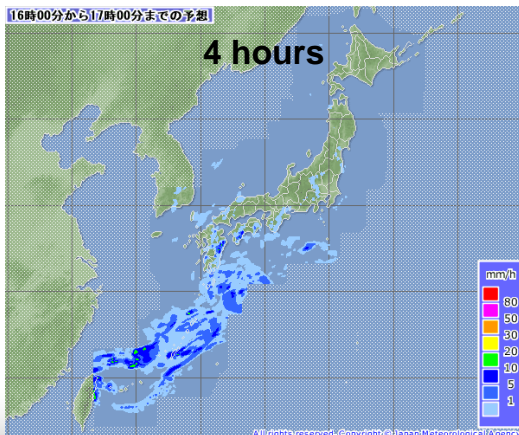 16時00分から17時00分までの予想
4 hours
mm/h
80
50
30
20
10
5
1
All rights reserved. Copyright © Japan Meteorological Agency